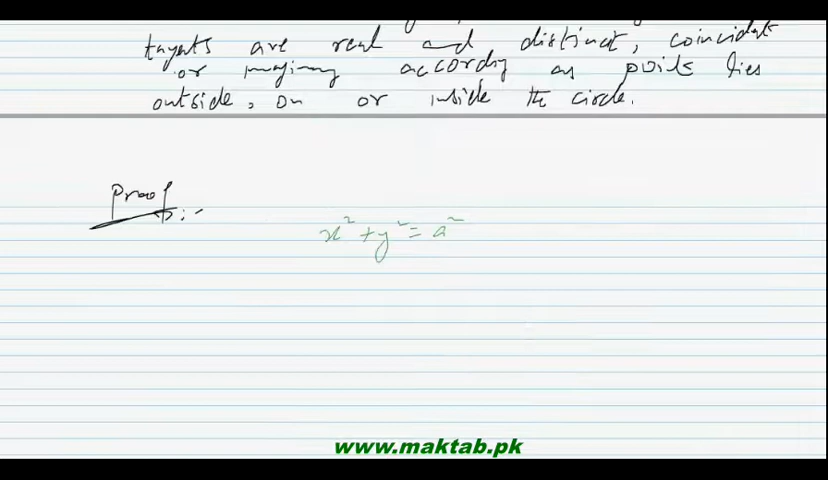 tangents are real and distinct, coincident
or imaginary according as points lies
outside, on or inside the circle.
Proof :-
x² + y² = a²
www.maktab.pk